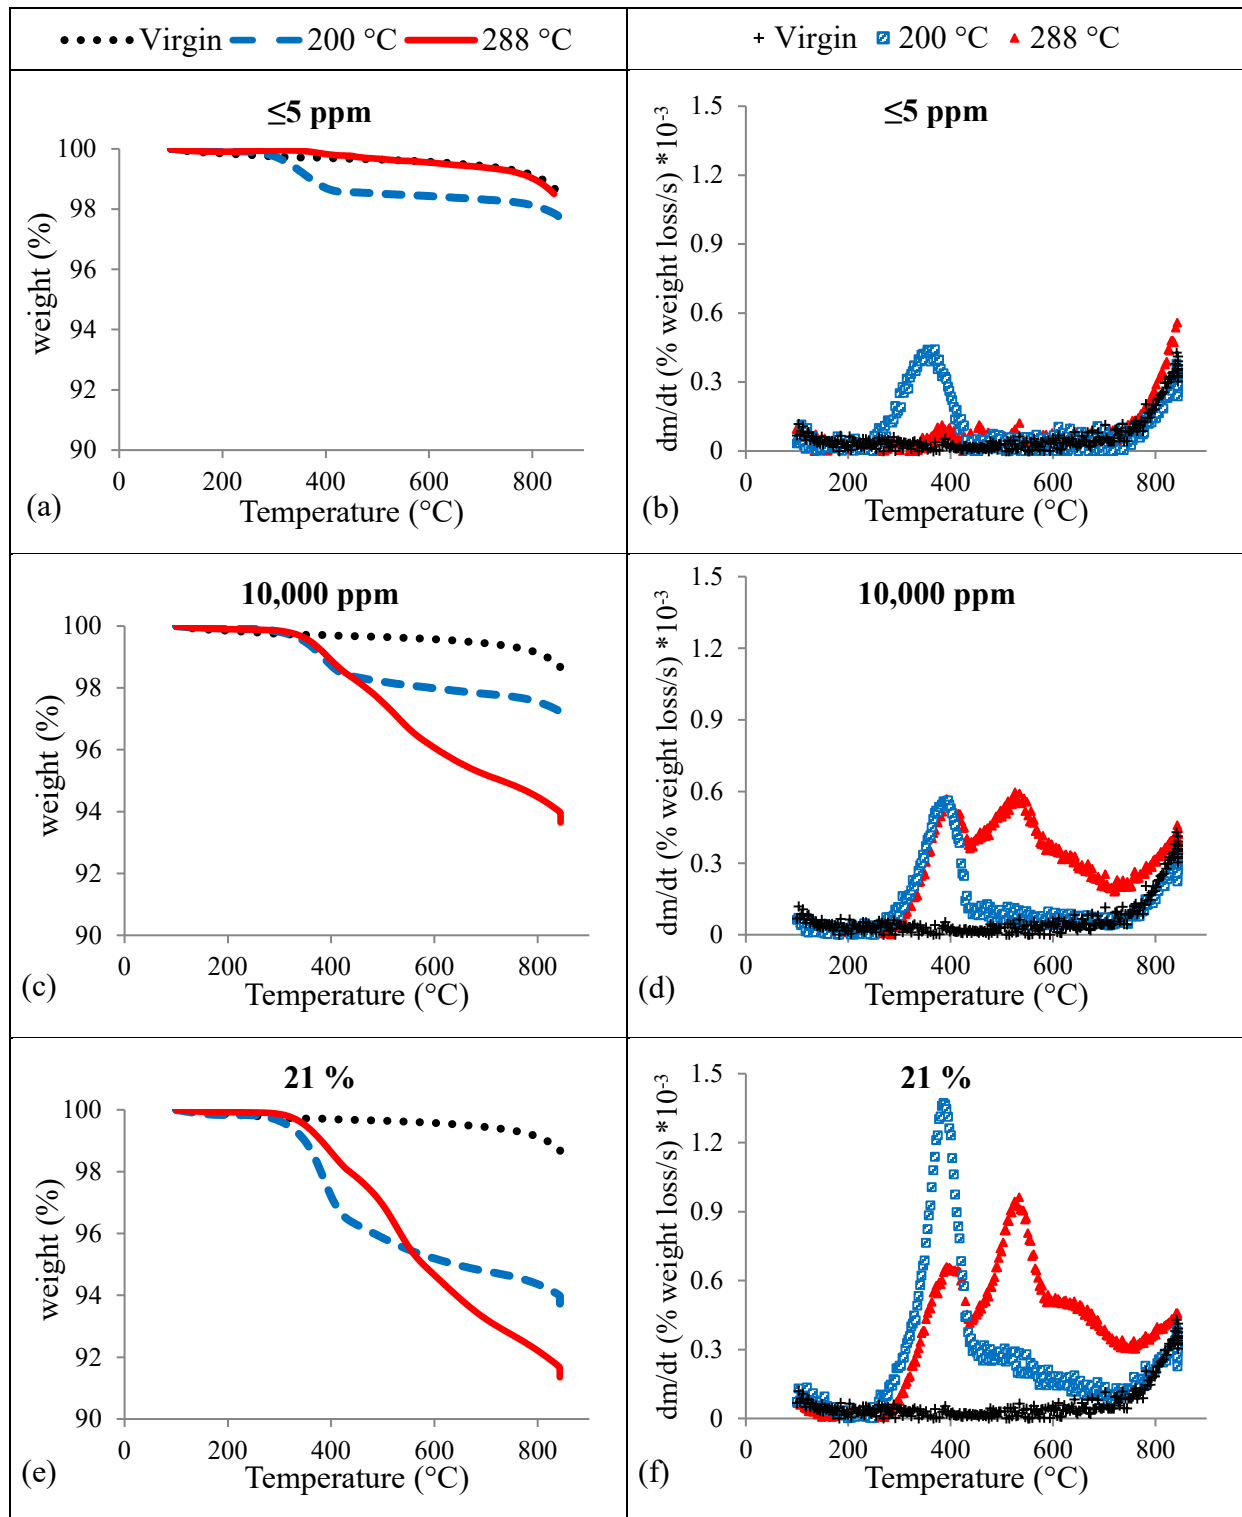 Virgin 200 °C 288 °C
Virgin 200 °C 288 °C
≤5 ppm
weight (%)
100
98
96
94
92
90
0 200 400 600 800
Temperature (°C)
(a)
≤5 ppm
dm/dt (% weight loss/s) *10-3
1.5
1.2
0.9
0.6
0.3
0
0 200 400 600 800
Temperature (°C)
(b)
10,000 ppm
weight (%)
100
98
96
94
92
90
0 200 400 600 800
Temperature (°C)
(c)
10,000 ppm
dm/dt (% weight loss/s) *10-3
1.5
1.2
0.9
0.6
0.3
0
0 200 400 600 800
Temperature (°C)
(d)
21 %
weight (%)
100
98
96
94
92
90
0 200 400 600 800
Temperature (°C)
(e)
21 %
dm/dt (% weight loss/s) *10-3
1.5
1.2
0.9
0.6
0.3
0
0 200 400 600 800
Temperature (°C)
(f)